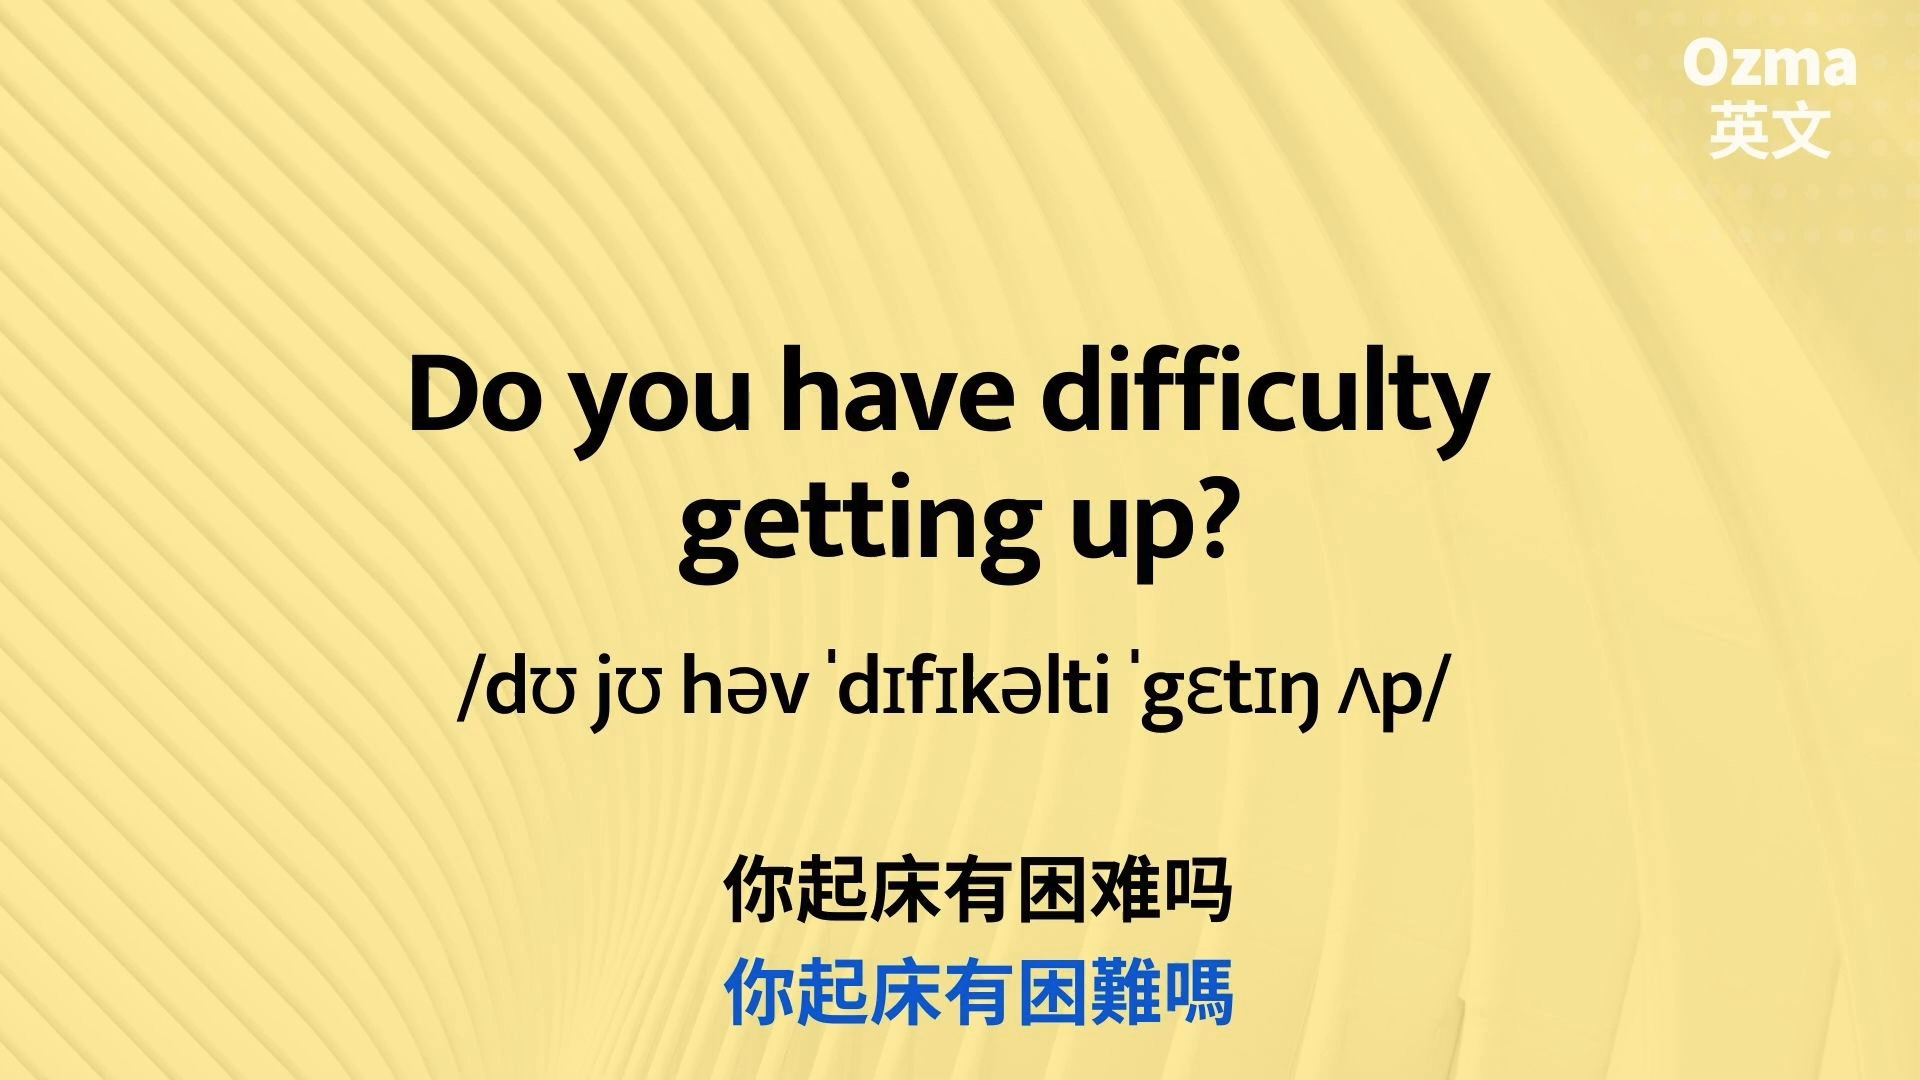 Ozma
英文
Do you have difficulty
getting up?
/dʊ jʊ həv ˈdɪfɪkəlti ˈgɛtɪŋ ʌp/
你起床有困难吗
你起床有困難嗎